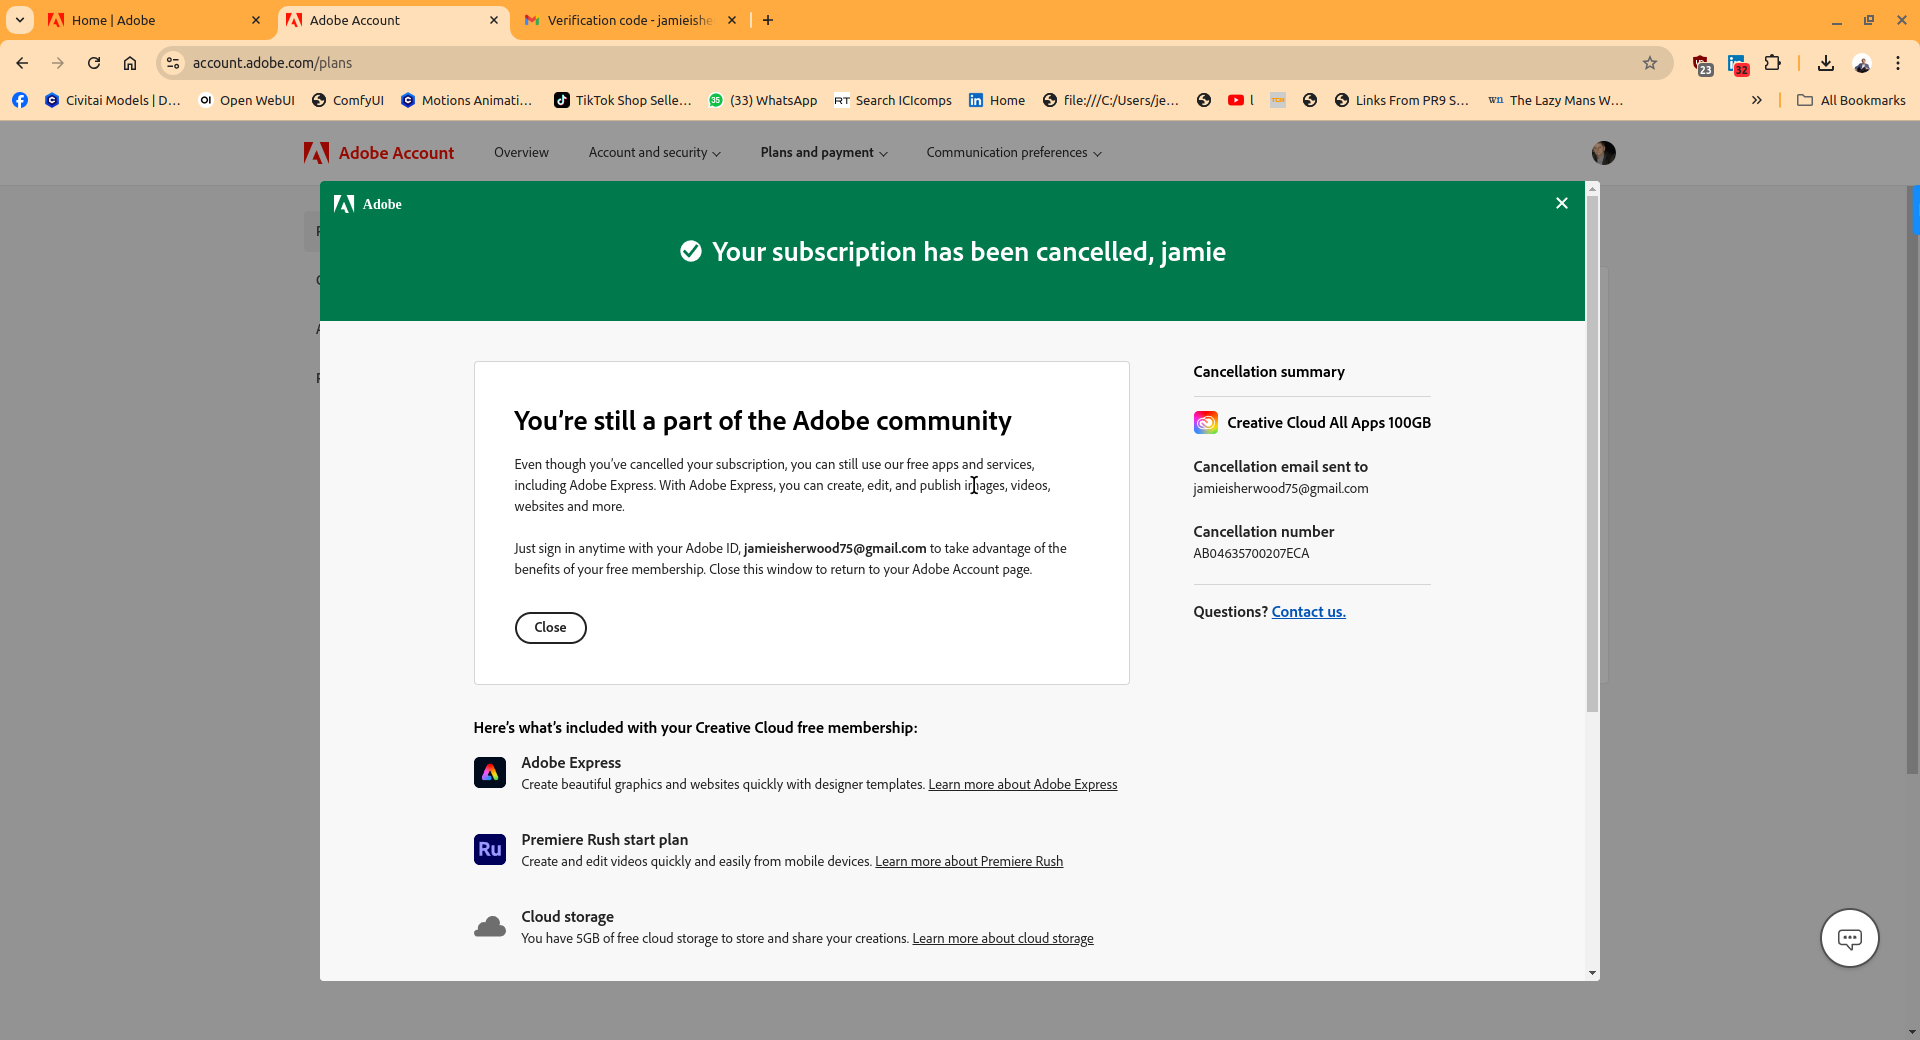 Home | Adobe
Adobe Account
Verification code - jamieishe
account.adobe.com/plans
23
32
Civitai Models | D...
Open WebUI
ComfyUI
Motions Animati...
TikTok Shop Selle...
(33) WhatsApp
RT Search ICIcomps
Home
file:///C:/Users/je...
l
Links From PR9 S...
wn The Lazy Mans W...
All Bookmarks
Adobe Account
Overview
Account and security
Plans and payment
Communication preferences
Adobe
Your subscription has been cancelled, jamie
You're still a part of the Adobe community
Even though you've cancelled your subscription, you can still use our free apps and services,
including Adobe Express. With Adobe Express, you can create, edit, and publish images, videos,
websites and more.
Just sign in anytime with your Adobe ID, jamieisherwood75@gmail.com to take advantage of the
benefits of your free membership. Close this window to return to your Adobe Account page.
Close
Cancellation summary
Creative Cloud All Apps 100GB
Cancellation email sent to
jamieisherwood75@gmail.com
Cancellation number
AB04635700207ECA
Questions? Contact us.
Here's what's included with your Creative Cloud free membership:
Adobe Express
Create beautiful graphics and websites quickly with designer templates. Learn more about Adobe Express
Ru
Premiere Rush start plan
Create and edit videos quickly and easily from mobile devices. Learn more about Premiere Rush
Cloud storage
You have 5GB of free cloud storage to store and share your creations. Learn more about cloud storage